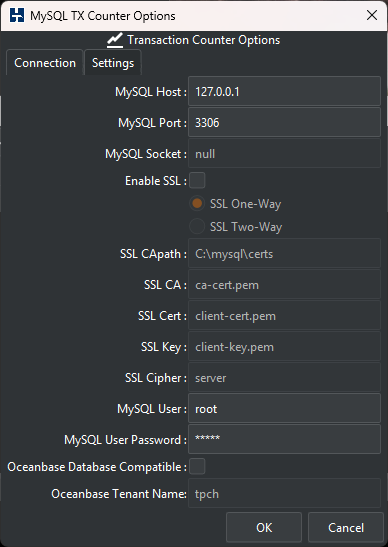 MySQL TX Counter Options
Transaction Counter Options
Connection Settings
MySQL Host : 127.0.0.1
MySQL Port : 3306
MySQL Socket : null
Enable SSL :
SSL One-Way
SSL Two-Way
SSL CApath : C:\mysql\certs
SSL CA : ca-cert.pem
SSL Cert : client-cert.pem
SSL Key : client-key.pem
SSL Cipher : server
MySQL User : root
MySQL User Password : *****
Oceanbase Database Compatible :
Oceanbase Tenant Name: tpch
OK Cancel